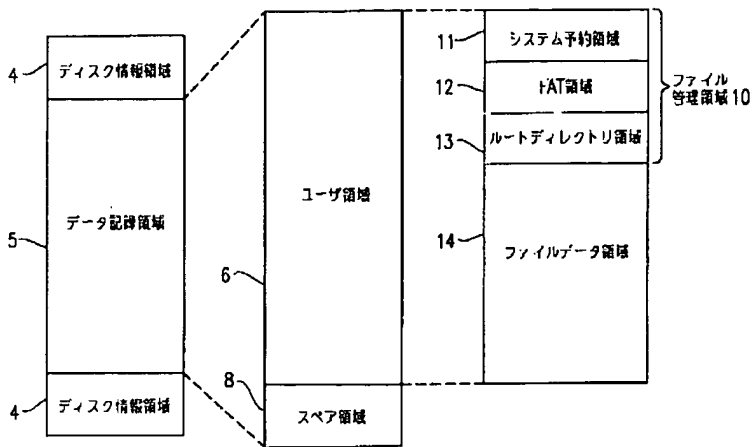 4
ディスク情報領域
5
データ記録領域
4
ディスク情報領域
6
ユーザ領域
8
スペア領域
11
システム予約領域
12
FAT領域
13
ルートディレクトリ領域
14
ファイルデータ領域
ファイル
管理領域10